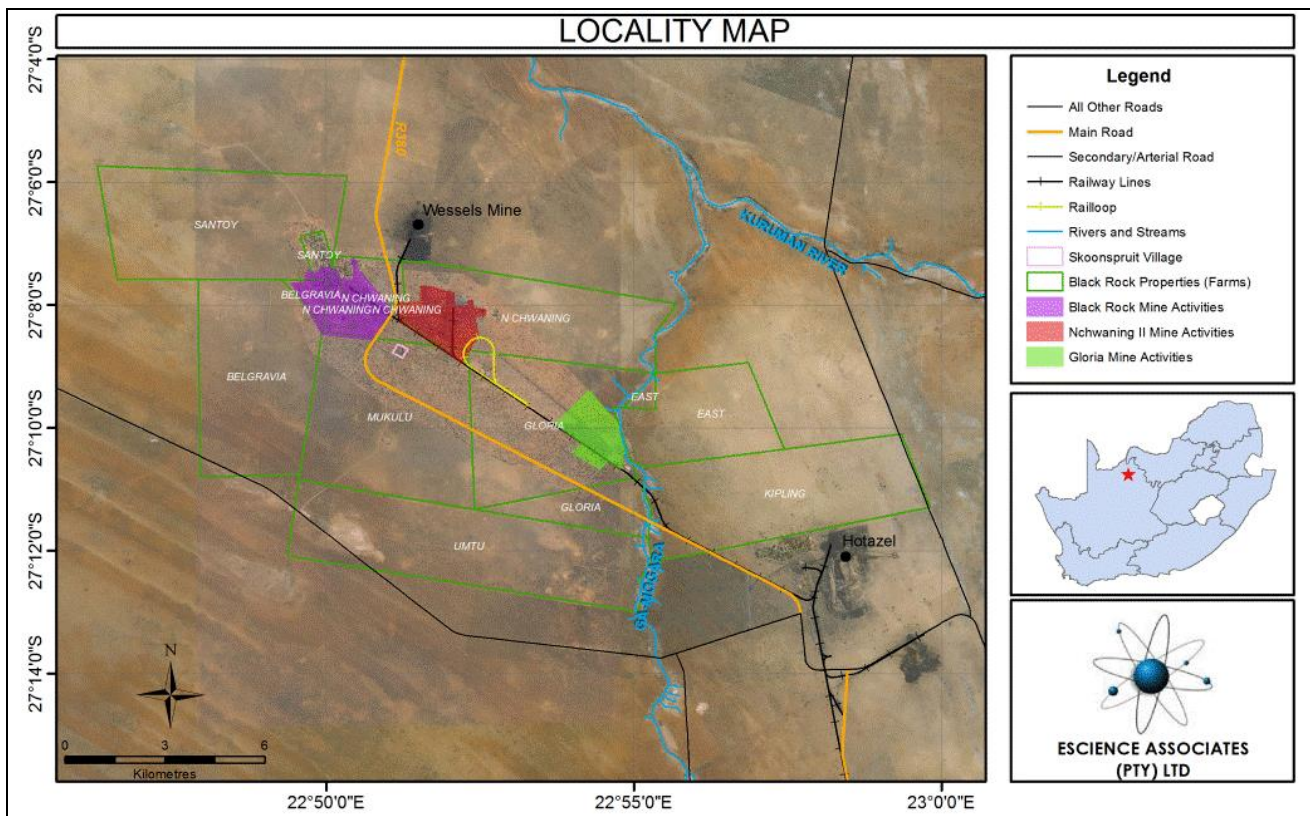 LOCALITY MAP
27°4'0"S
27°6'0"S
27°8'0"S
27°10'0"S
27°12'0"S
27°14'0"S
R380
Wessels Mine
KURUMAN RIVER
SANTOY
SANTOY
BELGRAVIA
N CHWANING
N CHWANING
N CHWANING
N CHWANING
BELGRAVIA
MUKULU
EAST
EAST
GLORIA
GLORIA
KIPLING
UMTU
Hotazel
GA-MOGARA
N
0 3 6
Kilometres
22°50'0"E
22°55'0"E
23°0'0"E
Legend
All Other Roads
Main Road
Secondary/Arterial Road
Railway Lines
Railloop
Rivers and Streams
Skoonspruit Village
Black Rock Properties (Farms)
Black Rock Mine Activities
Nchwaning II Mine Activities
Gloria Mine Activities
ESCIENCE ASSOCIATES
(PTY) LTD